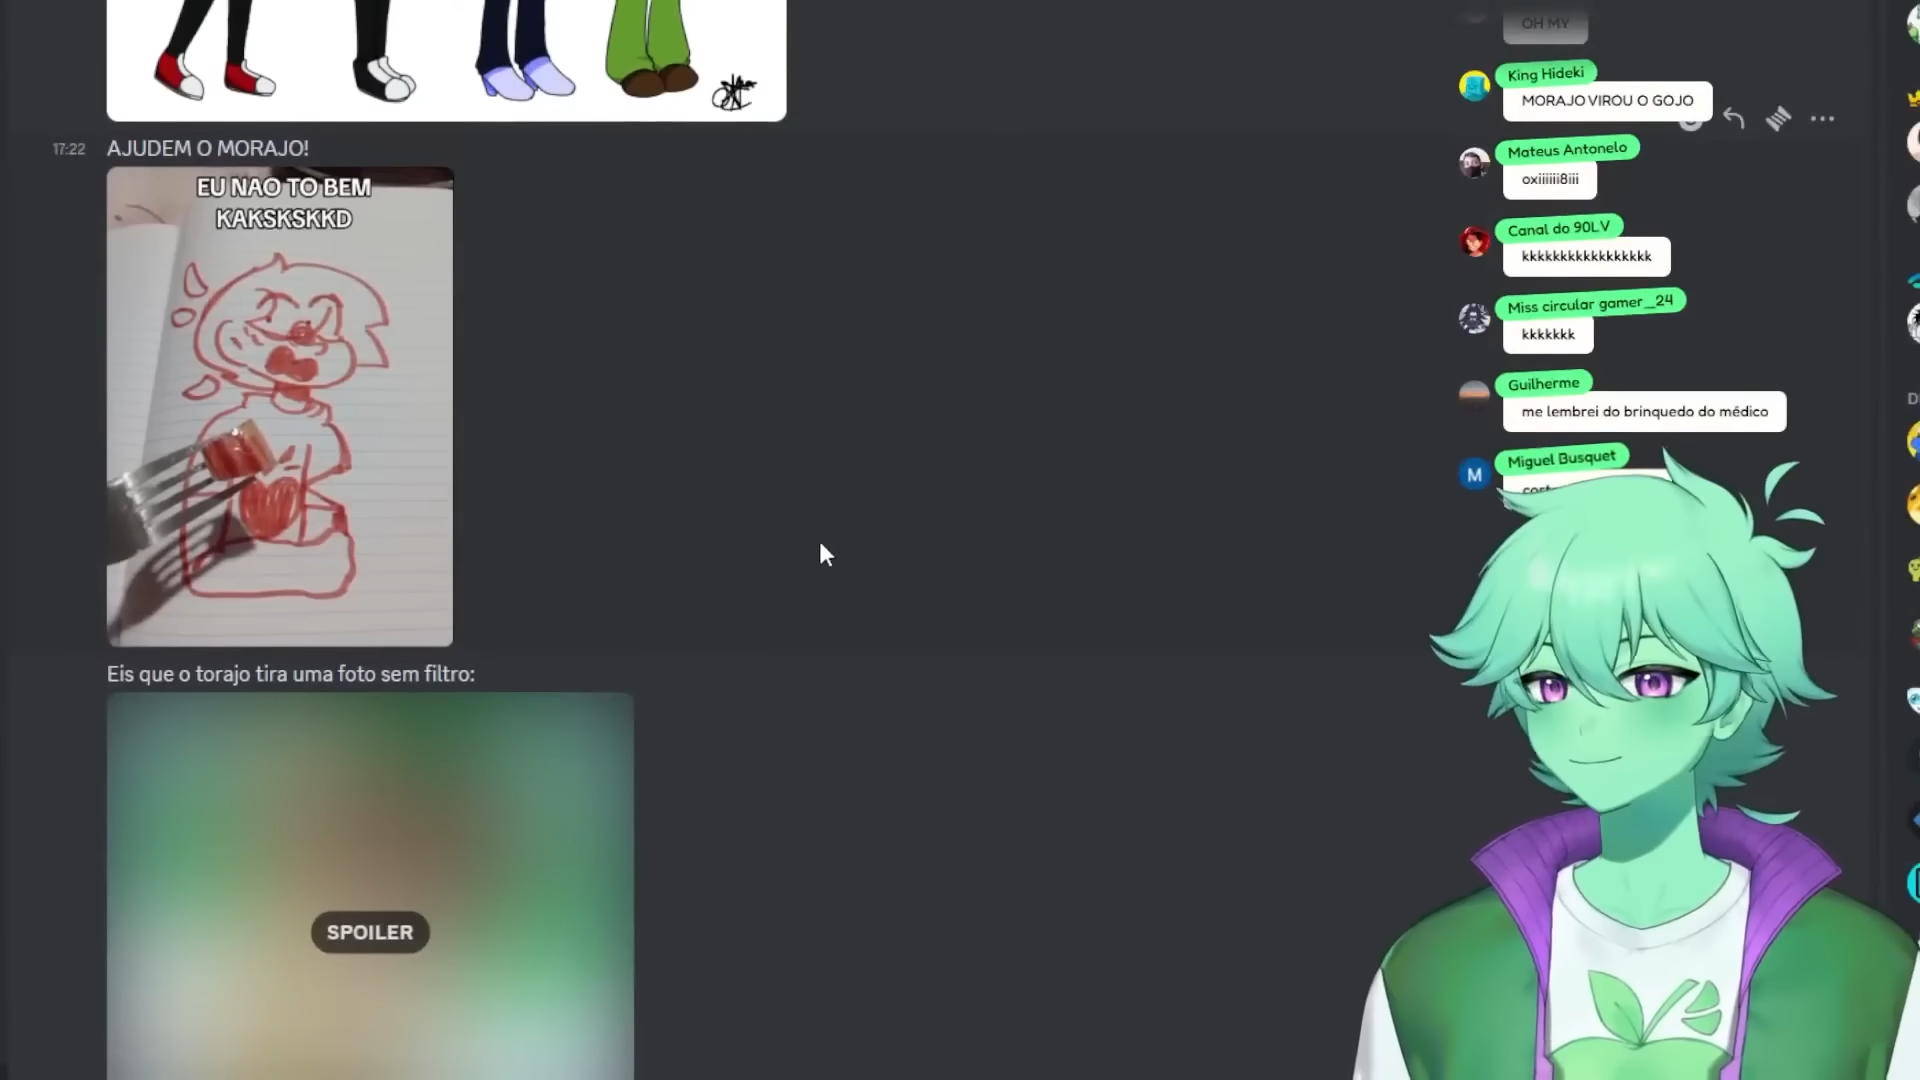 17:22 AJUDEM O MORAJO!
EU NAO TO BEM
KAKSKSKKD
Eis que o torajo tira uma foto sem filtro:
SPOILER
OH MY
King Hideki
MORAJO VIROU O GOJO
Mateus Antonelo
oxiiiiii8iii
Canal do 90LV
kkkkkkkkkkkkkkkkk
Miss circular gamer_24
kkkkkkk
Guilherme
me lembrei do brinquedo do médico
M
Miguel Busquet
D